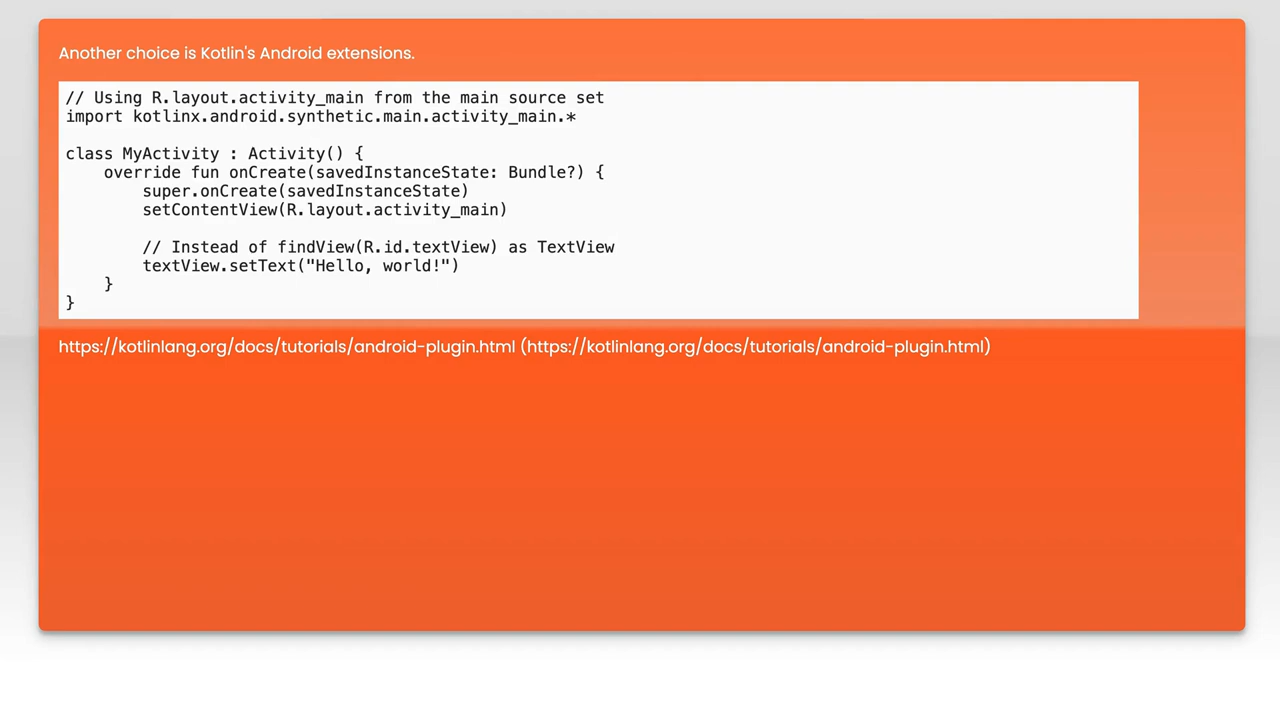 Another choice is Kotlin's Android extensions.
// Using R.layout.activity_main from the main source set
import kotlinx.android.synthetic.main.activity_main.*
class MyActivity : Activity() {
    override fun onCreate(savedInstanceState: Bundle?) {
        super.onCreate(savedInstanceState)
        setContentView(R.layout.activity_main)
        // Instead of findView(R.id.textView) as TextView
        textView.setText("Hello, world!")
    }
}
https://kotlinlang.org/docs/tutorials/android-plugin.html (https://kotlinlang.org/docs/tutorials/android-plugin.html)